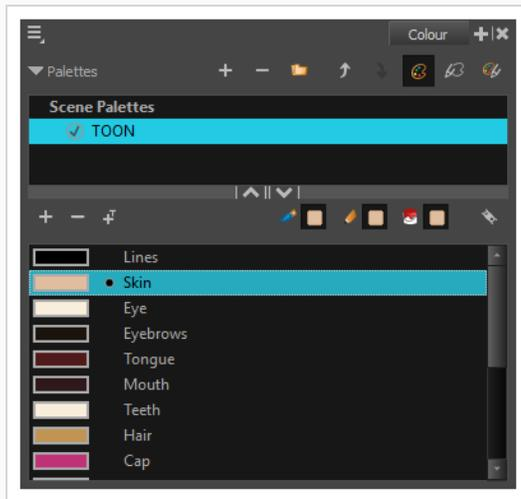 Colour
Palettes
Scene Palettes
TOON
Lines
Skin
Eye
Eyebrows
Tongue
Mouth
Teeth
Hair
Cap